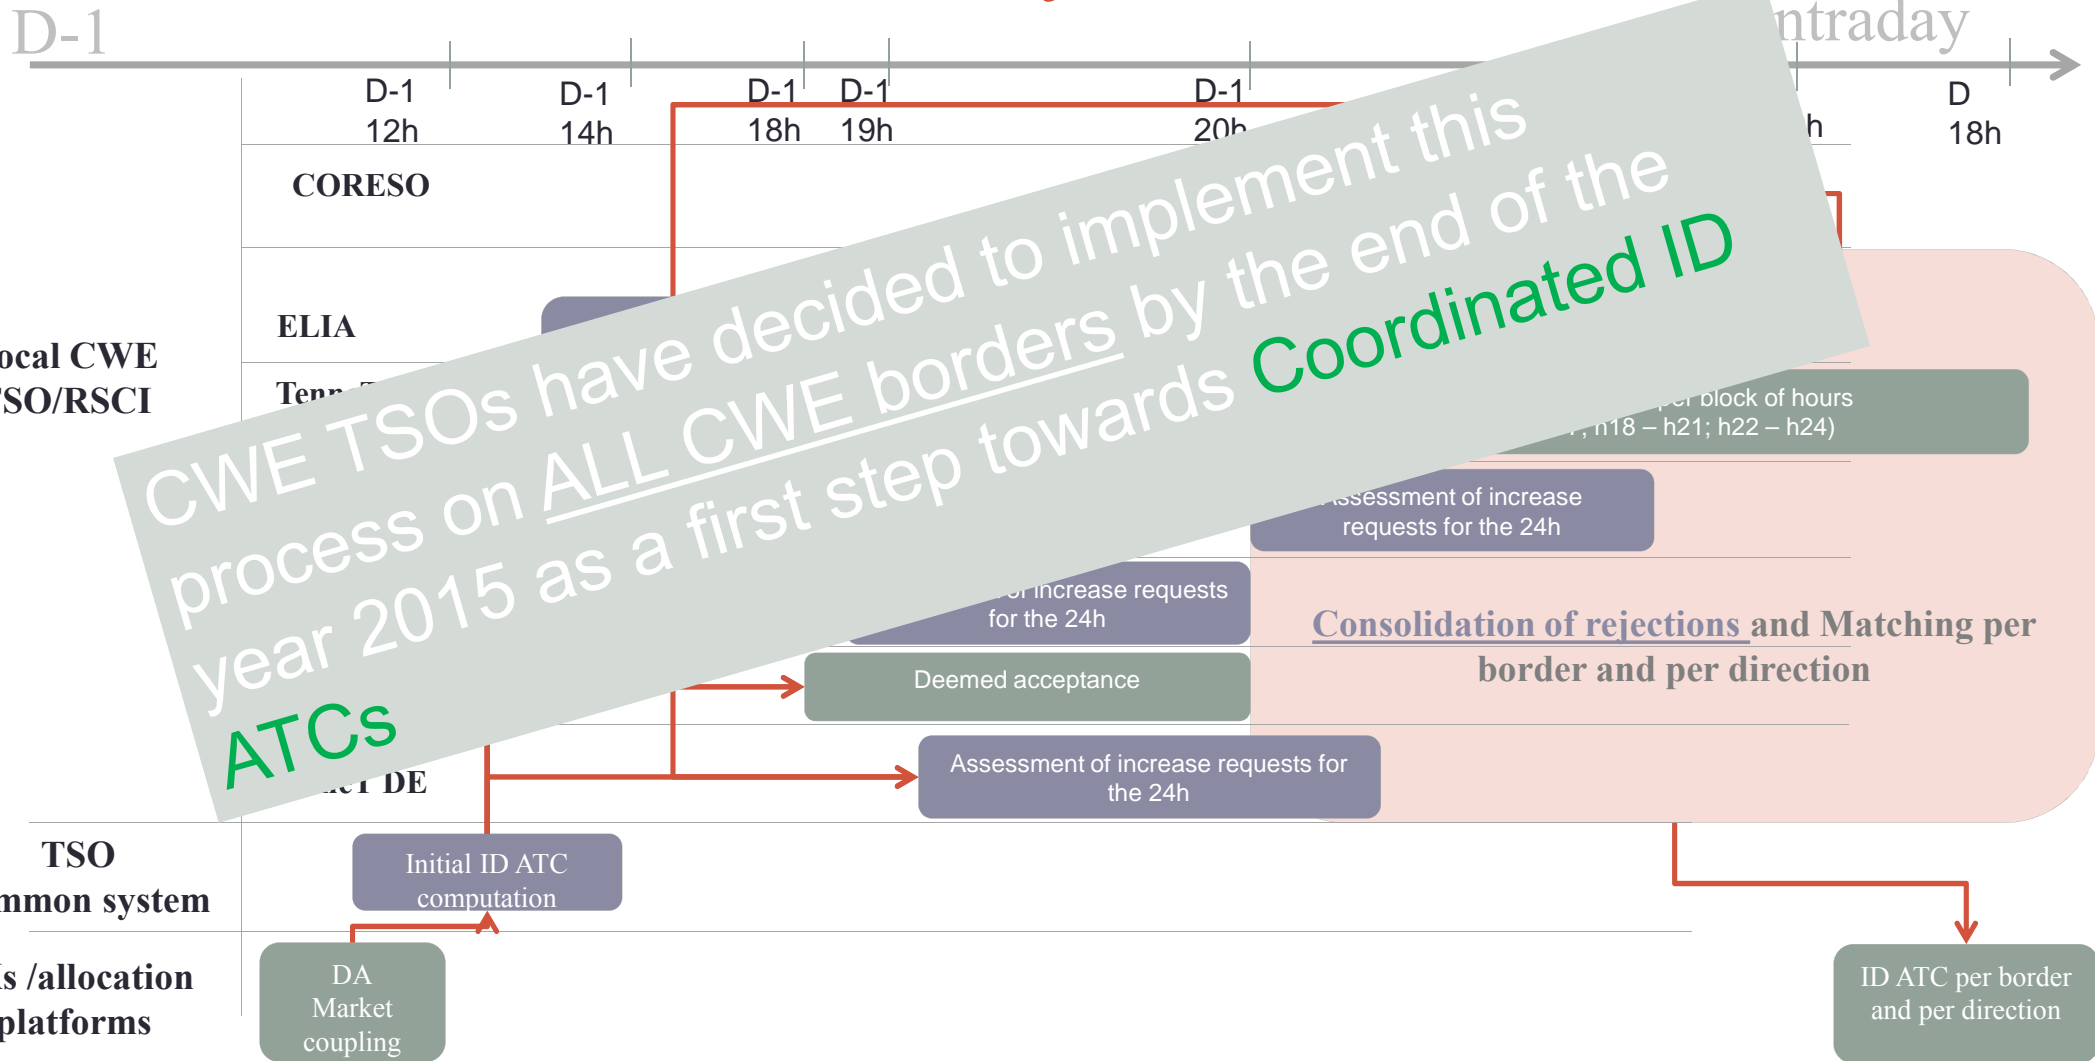 D-1
ntraday
D-1
12h
D-1
14h
D-1
18h
D-1
19h
D-1
20h
h
D
18h
CORESO
ELIA
ocal CWE
SO/RSCI
CWE TSOs have decided to implement this
process on ALL CWE borders by the end of the
year 2015 as a first step towards Coordinated ID
ATCs
per block of hours
h18 – h21; h22 – h24)
Assessment of increase
requests for the 24h
of increase requests
for the 24h
Consolidation of rejections and Matching per
border and per direction
Deemed acceptance
Assessment of increase requests for
the 24h
DE
TSO
mmon system
Initial ID ATC
computation
s /allocation
platforms
DA
Market
coupling
ID ATC per border
and per direction